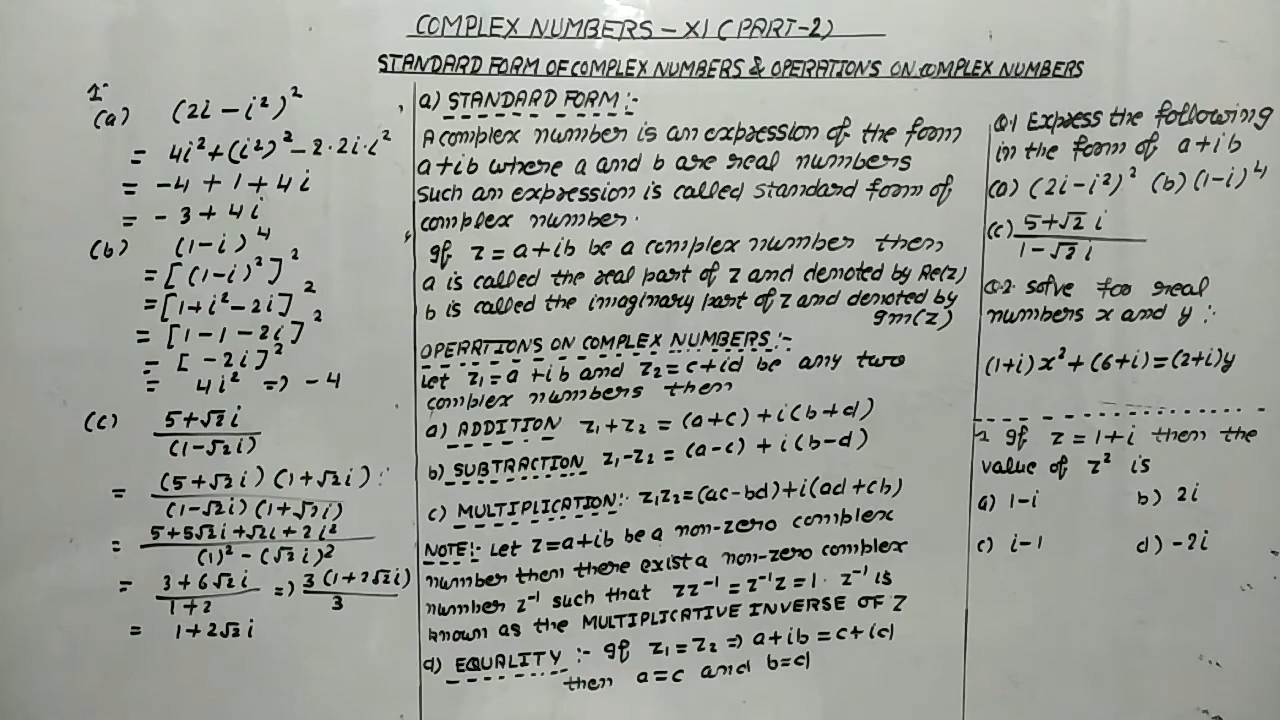 COMPLEX NUMBERS - XI (PART-2)
STANDARD FORM OF COMPLEX NUMBERS & OPERATIONS ON COMPLEX NUMBERS
1.
(a) (2i - i²)²
= 4i² + (i²)² - 2·2i·i²
= -4 + 1 + 4i
= -3 + 4i
(b) (1-i)⁴
= [(1-i)²]²
= [1+i²-2i]²
= [1-1-2i]²
= [-2i]²
= 4i² => -4
(c) 5+√2i
(1-√2i)
= (5+√2i)(1+√2i)
(1-√2i)(1+√2i)
= 5+5√2i+√2i+2i²
(1)² - (√2i)²
= 3+6√2i => 3(1+2√2i)
1+2 3
= 1+2√2i
a) STANDARD FORM :-
A complex number is an expression of the form
a+ib where a and b are real numbers
such an expression is called standard form of
complex number.
If z = a+ib be a complex number then
a is called the real part of z and denoted by Re(z)
b is called the imaginary part of z and denoted by
Im(z)
OPERATIONS ON COMPLEX NUMBERS :-
Let z₁ = a+ib and z₂ = c+id be any two
complex numbers then
a) ADDITION z₁+z₂ = (a+c) + i(b+d)
b) SUBTRACTION z₁-z₂ = (a-c) + i(b-d)
c) MULTIPLICATION:- z₁z₂ = (ac-bd)+i(ad+cb)
NOTE:- Let z=a+ib be a non-zero complex
number then there exist a non-zero complex
number z⁻¹ such that zz⁻¹ = z⁻¹z = 1. z⁻¹ is
known as the MULTIPLICATIVE INVERSE OF Z
d) EQUALITY :- If z₁ = z₂ => a+ib = c+id
then a=c and b=d
Q.1 Express the following
in the form of a+ib
(a) (2i-i²)² (b) (1-i)⁴
(c) 5+√2 i
1-√2 i
Q.2. Solve for real
numbers x and y :-
(1+i)x² + (6+i) = (2+i)y
If z = 1+i then the
value of z² is
a) 1-i b) 2i
c) i-1 d) -2i